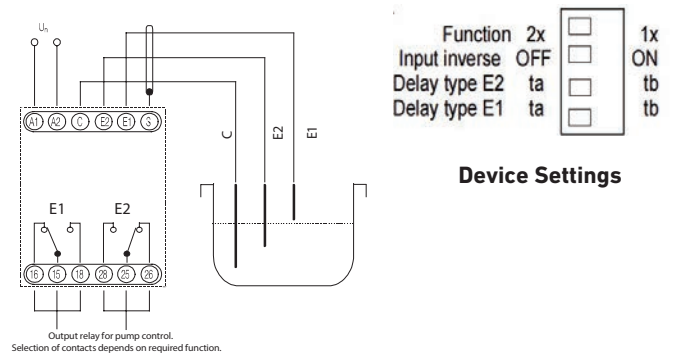 Un
A1 A2 C E2 E1 S
C E2 E1
E1 E2
16 15 18 28 25 26
Output relay for pump control.
Selection of contacts depends on required function.
Function 2x 1x
Input inverse OFF ON
Delay type E2 ta tb
Delay type E1 ta tb
Device Settings